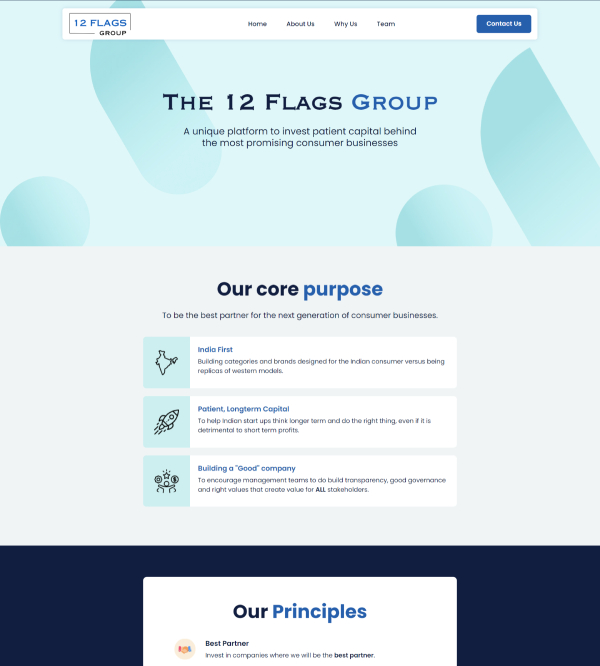 12 FLAGS
GROUP
Home
About Us
Why Us
Team
Contact Us
The 12 Flags Group
A unique platform to invest patient capital behind
the most promising consumer businesses
Our core purpose
To be the best partner for the next generation of consumer businesses.
India First
Building categories and brands designed for the Indian consumer versus being
replicas of western models.
Patient, Longterm Capital
To help Indian start ups think longer term and do the right thing, even if it is
detrimental to short term profits.
Building a "Good" company
To encourage management teams to do build transparency, good governance
and right values that create value for ALL stakeholders.
Our Principles
Best Partner
Invest in companies where we will be the best partner.